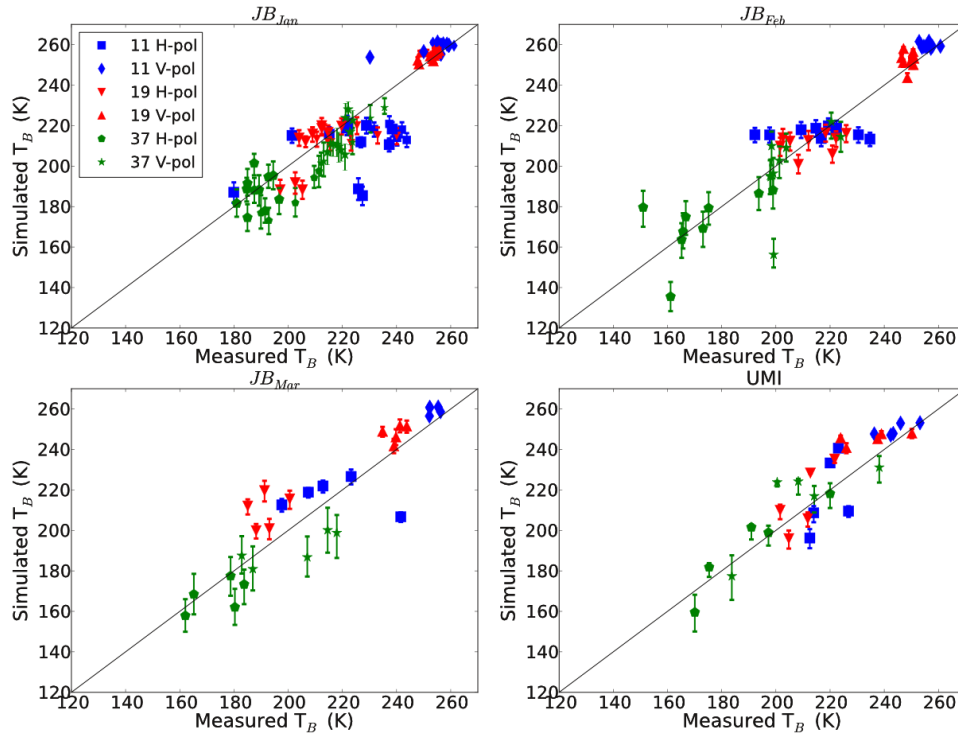 JB_Jan
Simulated T_B (K)
260
240
220
200
180
160
140
120
11 H-pol
11 V-pol
19 H-pol
19 V-pol
37 H-pol
37 V-pol
120 140 160 180 200 220 240 260
Measured T_B (K)
JB_Feb
Simulated T_B (K)
260
240
220
200
180
160
140
120
120 140 160 180 200 220 240 260
Measured T_B (K)
JB_Mar
Simulated T_B (K)
260
240
220
200
180
160
140
120
120 140 160 180 200 220 240 260
Measured T_B (K)
UMI
Simulated T_B (K)
260
240
220
200
180
160
140
120
120 140 160 180 200 220 240 260
Measured T_B (K)